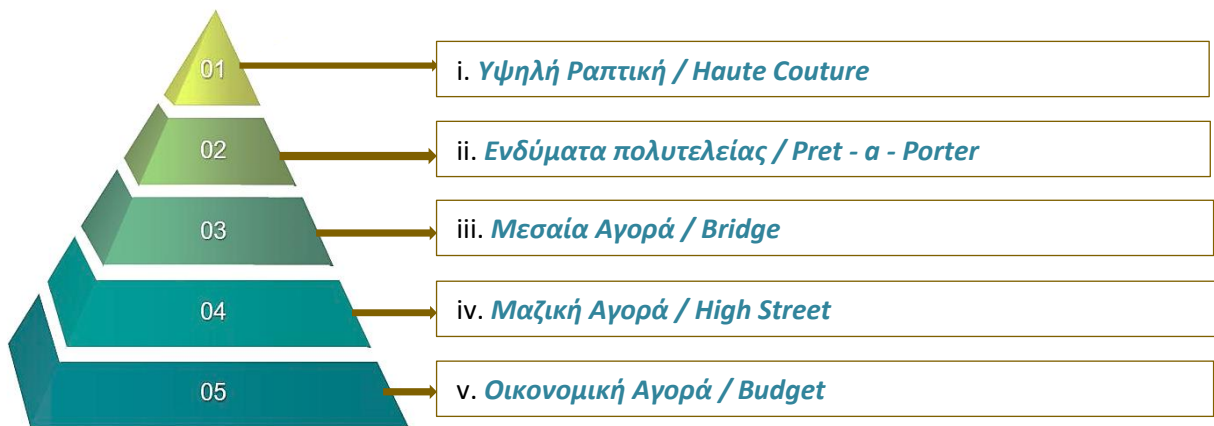 01
i. Υψηλή Ραπτική / Haute Couture
02
ii. Ενδύματα πολυτελείας / Pret - a - Porter
03
iii. Μεσαία Αγορά / Bridge
04
iv. Μαζική Αγορά / High Street
05
v. Οικονομική Αγορά / Budget